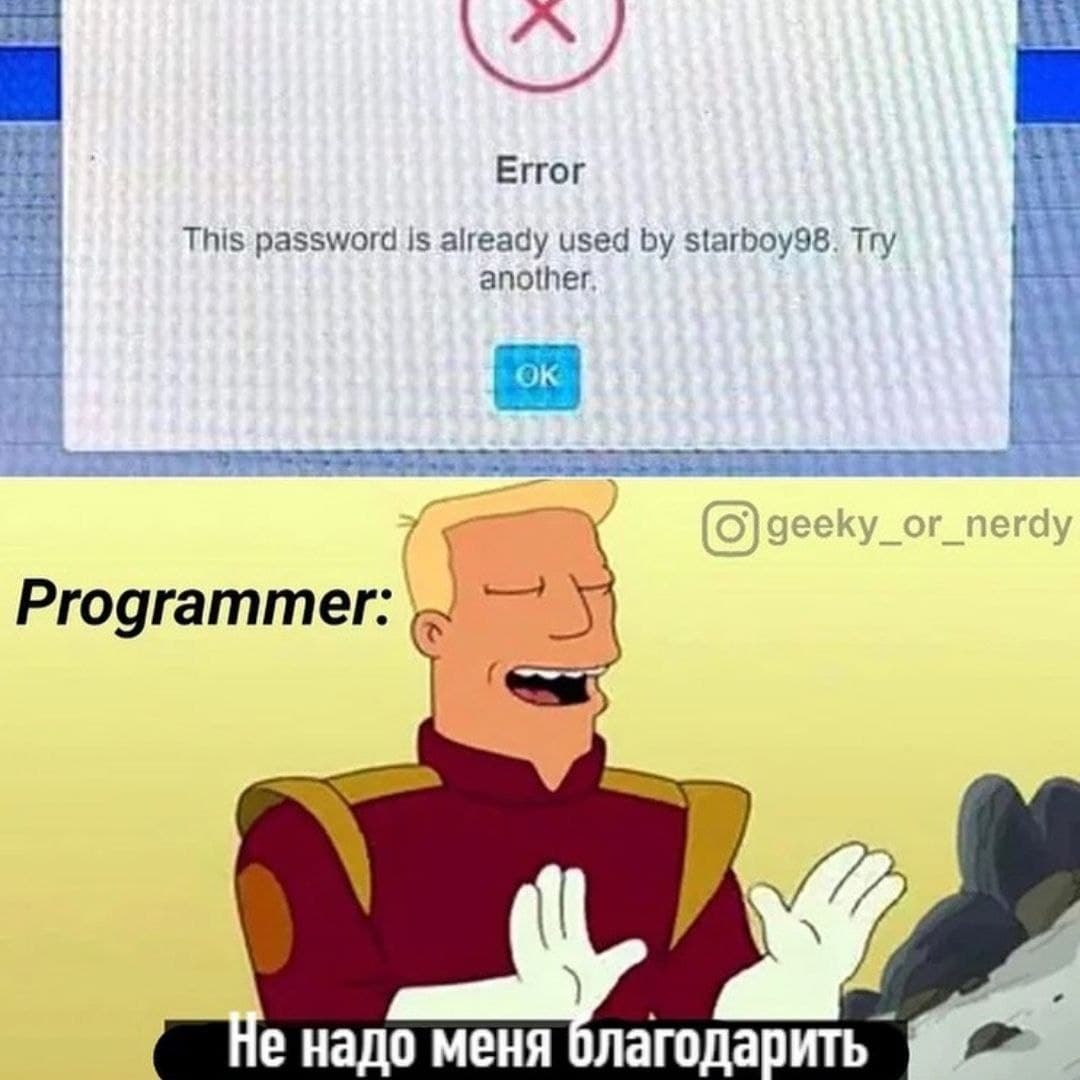 Error
This password is already used by starboy98. Try
another.
OK
geeky_or_nerdy
Programmer:
Не надо меня благодарить